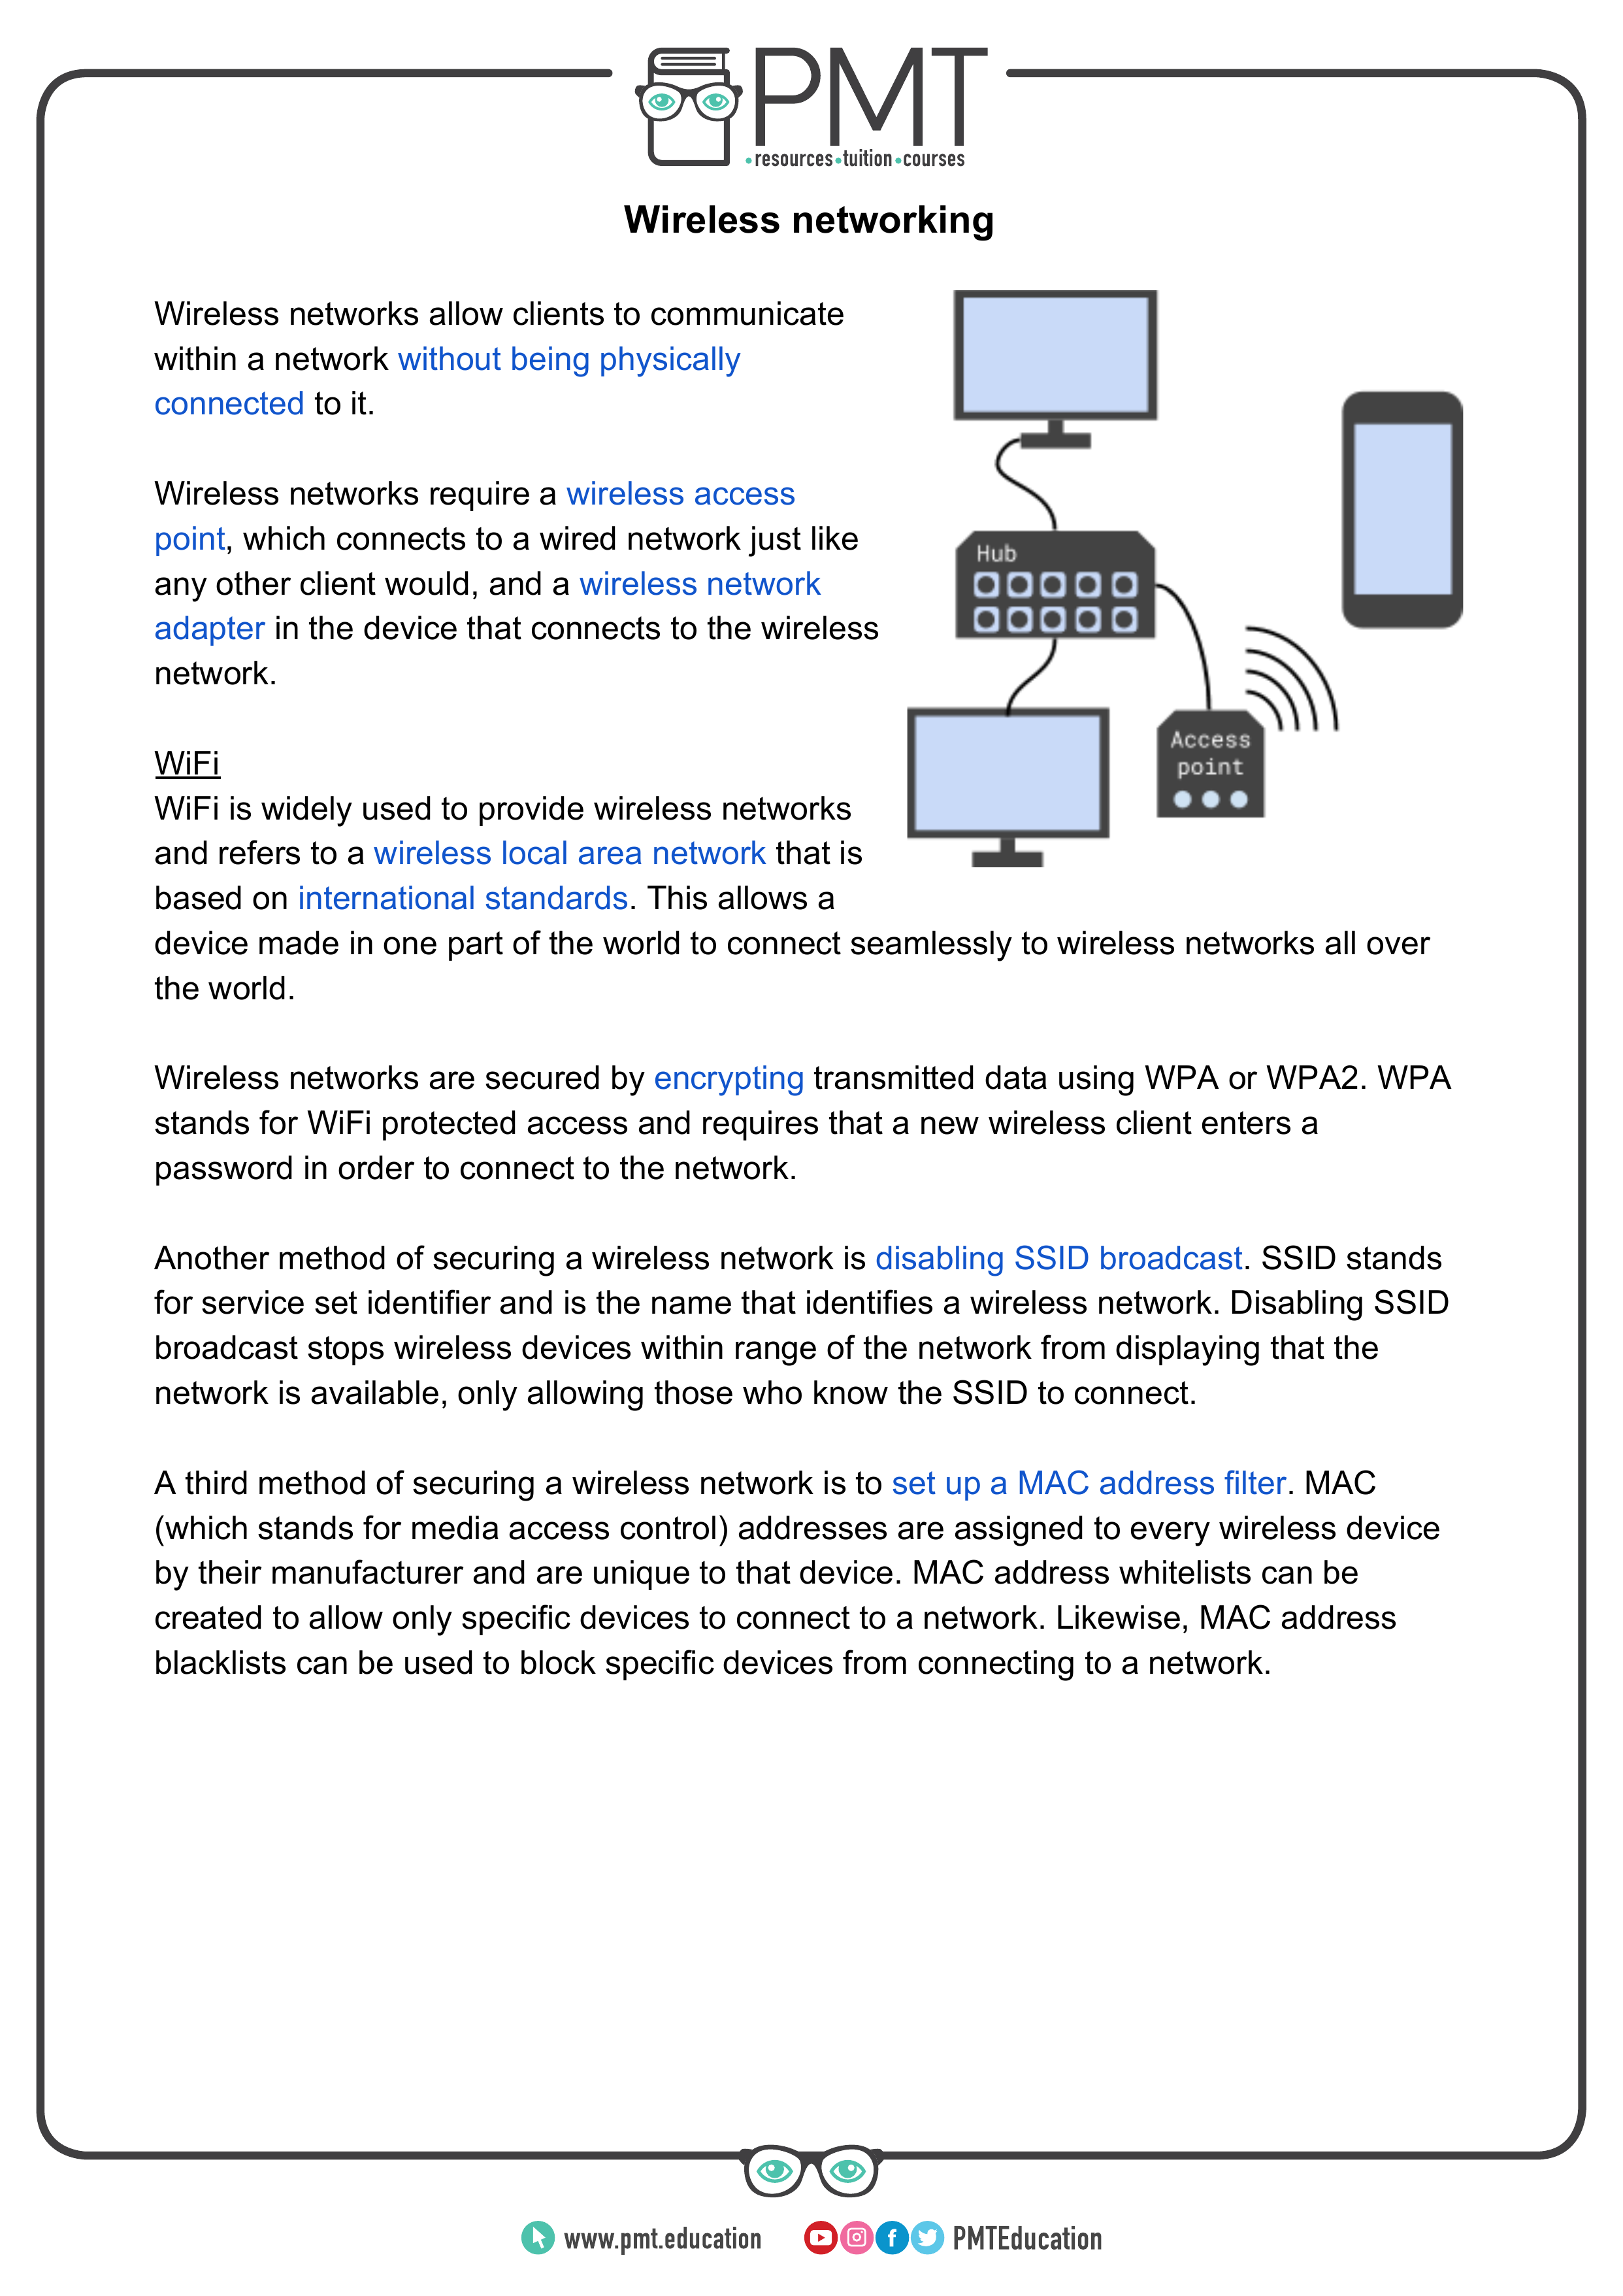 PMT
resources tuition courses
Wireless networking
Wireless networks allow clients to communicate
within a network without being physically
connected to it.
Wireless networks require a wireless access
point, which connects to a wired network just like
any other client would, and a wireless network
adapter in the device that connects to the wireless
network.
Hub
Access
point
WiFi
WiFi is widely used to provide wireless networks
and refers to a wireless local area network that is
based on international standards. This allows a
device made in one part of the world to connect seamlessly to wireless networks all over
the world.
Wireless networks are secured by encrypting transmitted data using WPA or WPA2. WPA
stands for WiFi protected access and requires that a new wireless client enters a
password in order to connect to the network.
Another method of securing a wireless network is disabling SSID broadcast. SSID stands
for service set identifier and is the name that identifies a wireless network. Disabling SSID
broadcast stops wireless devices within range of the network from displaying that the
network is available, only allowing those who know the SSID to connect.
A third method of securing a wireless network is to set up a MAC address filter. MAC
(which stands for media access control) addresses are assigned to every wireless device
by their manufacturer and are unique to that device. MAC address whitelists can be
created to allow only specific devices to connect to a network. Likewise, MAC address
blacklists can be used to block specific devices from connecting to a network.
www.pmt.education
PMTEducation